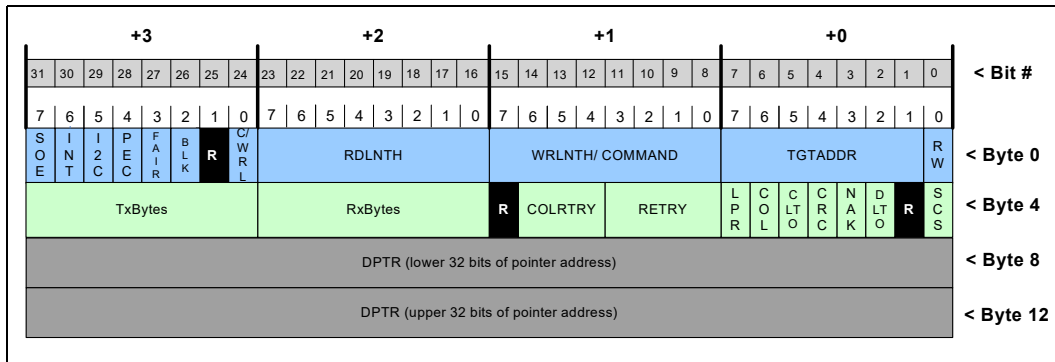 +3 +2 +1 +0
31 30 29 28 27 26 25 24 23 22 21 20 19 18 17 16 15 14 13 12 11 10 9 8 7 6 5 4 3 2 1 0 < Bit #
7 6 5 4 3 2 1 0 7 6 5 4 3 2 1 0 7 6 5 4 3 2 1 0 7 6 5 4 3 2 1 0
SOE INT I2C PEC FAIR BLK R C/WRL RDLNTH WRLNTH/ COMMAND TGTADDR RW < Byte 0
TxBytes RxBytes R COLRTRY RETRY LPR COL CLTO CRC NAK DLTO R SCS < Byte 4
DPTR (lower 32 bits of pointer address) < Byte 8
DPTR (upper 32 bits of pointer address) < Byte 12